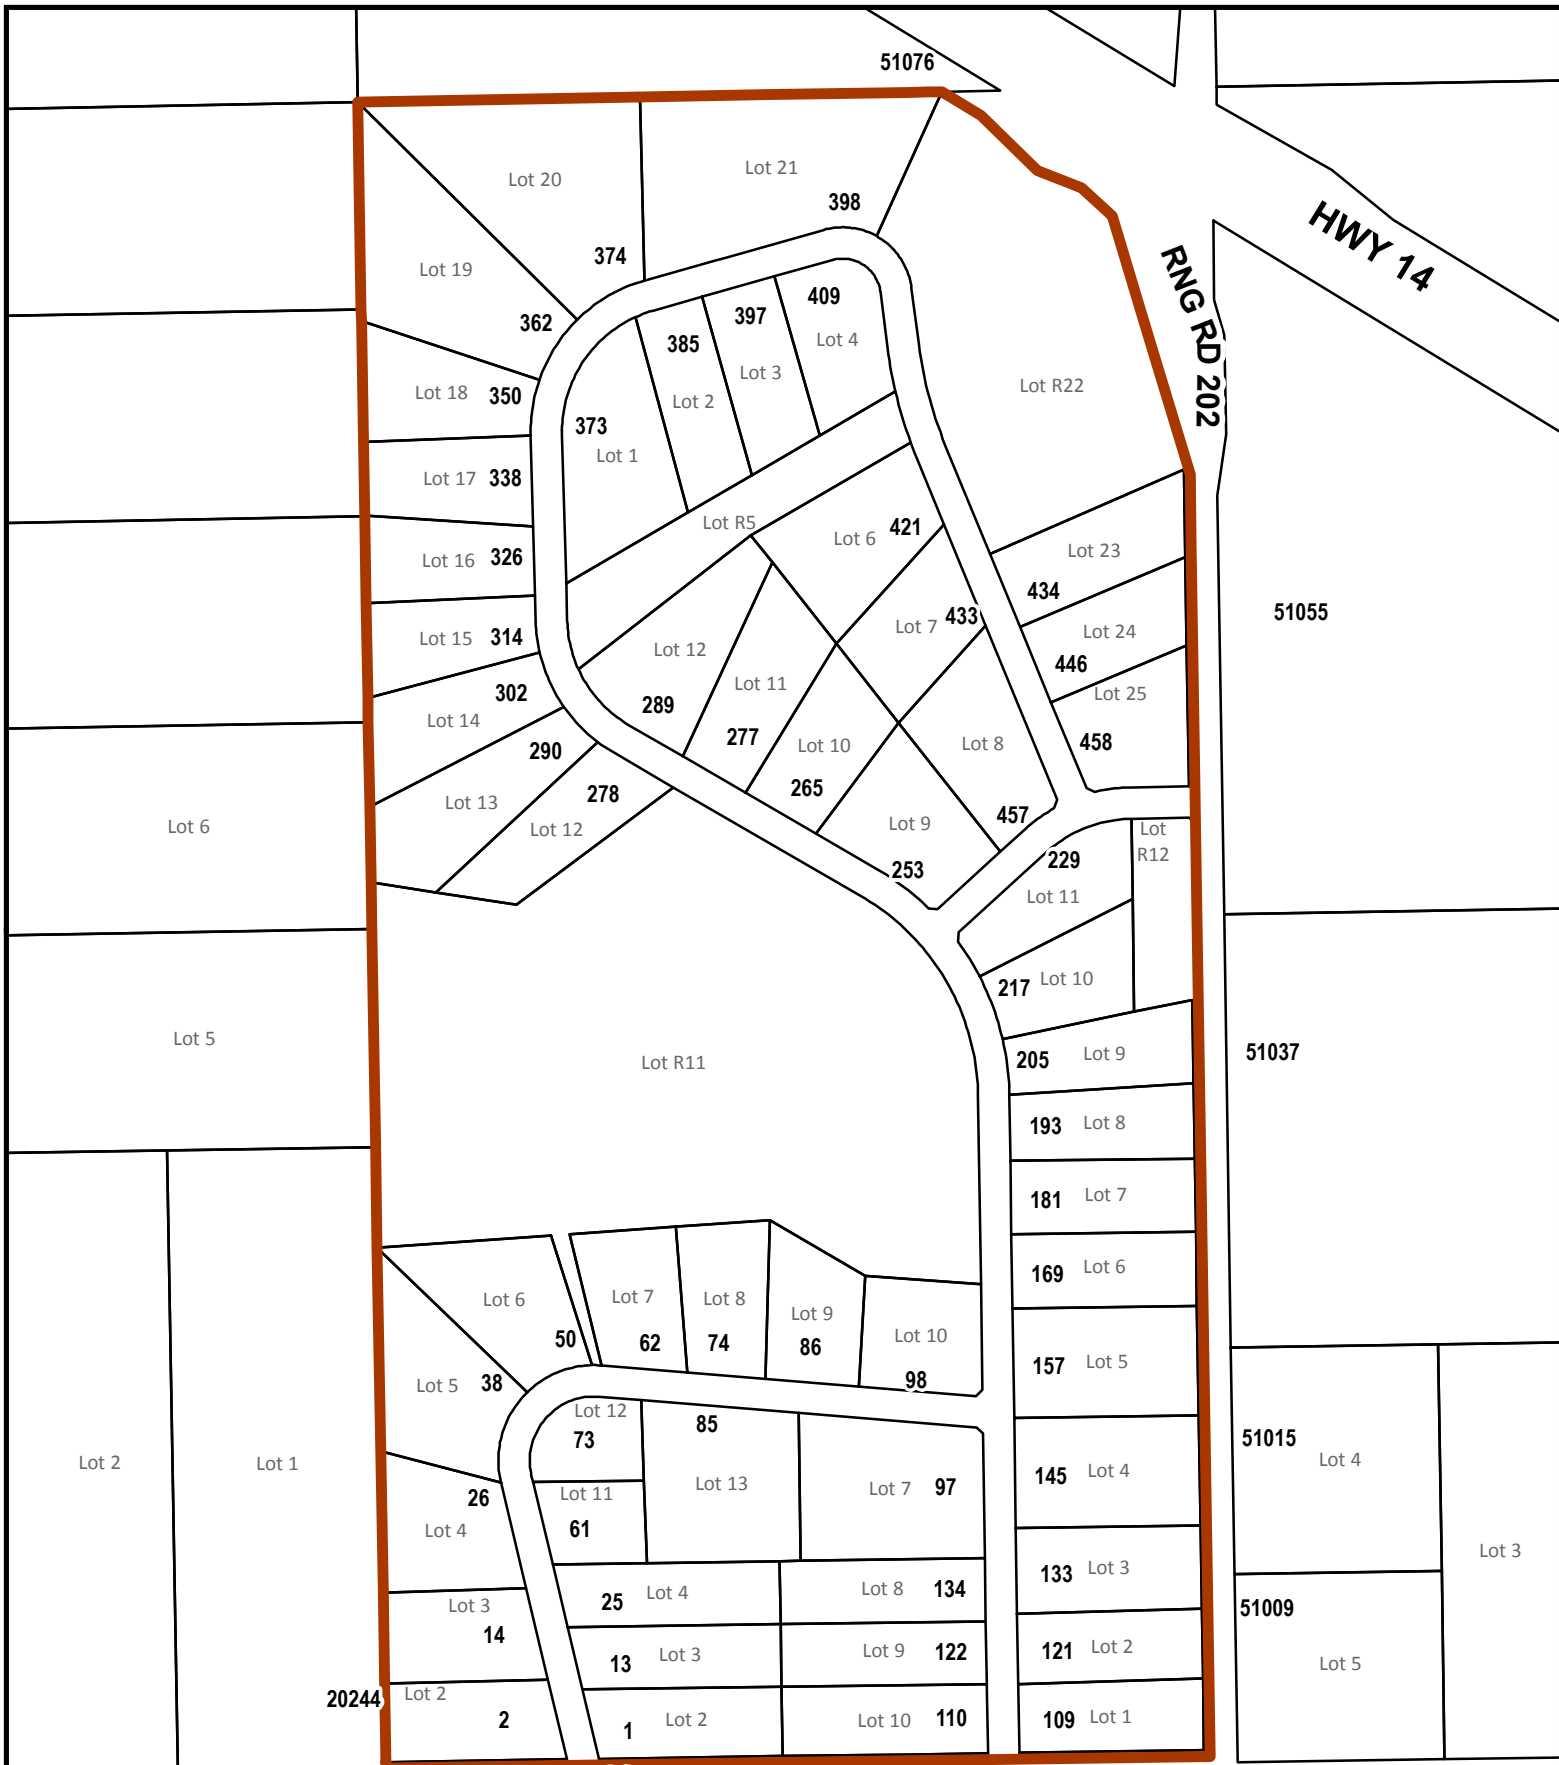 51076
Lot 20
Lot 21
398
374
Lot 19
362
HWY 14
RNG RD 202
409
397
385
Lot 4
Lot 3
Lot 2
Lot 18 350
373
Lot 1
Lot R22
Lot 17 338
Lot R5
Lot 6 421
Lot 16 326
Lot 23
434
Lot 15 314
Lot 7 433
Lot 24
446
51055
Lot 12
289
Lot 11
277
302
Lot 14
Lot 25
458
290
Lot 13
278
Lot 12
Lot 10
265
Lot 8
457
Lot 9
253
Lot 6
Lot
R12
229
Lot 11
217 Lot 10
Lot 5
Lot R11
205 Lot 9
51037
193 Lot 8
181 Lot 7
169 Lot 6
Lot 6
50
Lot 7
62
Lot 8
74
Lot 9
86
Lot 10
98
157 Lot 5
Lot 5 38
Lot 12
73
85
Lot 13
Lot 7 97
145 Lot 4
51015
Lot 4
Lot 2
Lot 1
26
Lot 4
Lot 11
61
Lot 3
133 Lot 3
25 Lot 4
Lot 8 134
Lot 3
14
51009
13 Lot 3
Lot 9 122
121 Lot 2
Lot 5
20244
Lot 2
2
1 Lot 2
Lot 10 110
109 Lot 1